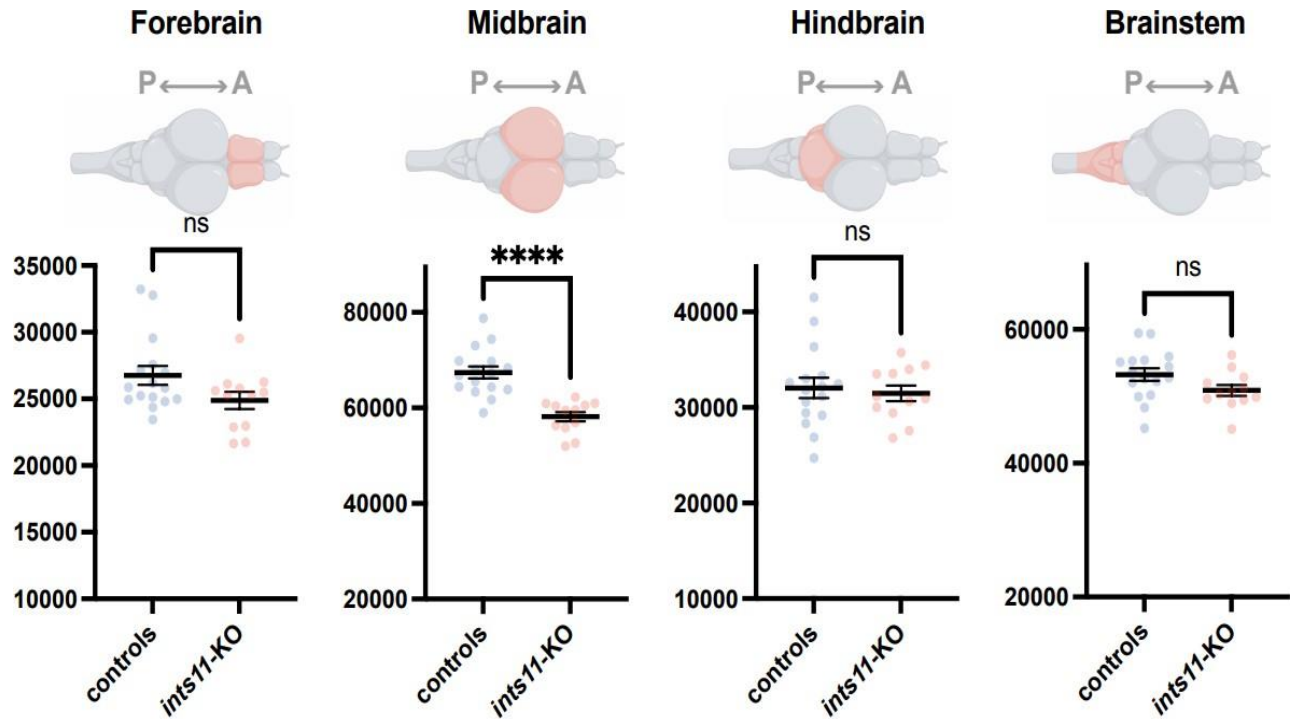 Forebrain
Midbrain
Hindbrain
Brainstem
P ⟷ A
P ⟷ A
P ⟷ A
P ⟷ A
ns
****
ns
ns
35000
30000
25000
20000
15000
10000
controls
ints11-KO
80000
60000
40000
20000
controls
ints11-KO
40000
30000
20000
10000
controls
ints11-KO
60000
40000
20000
controls
ints11-KO